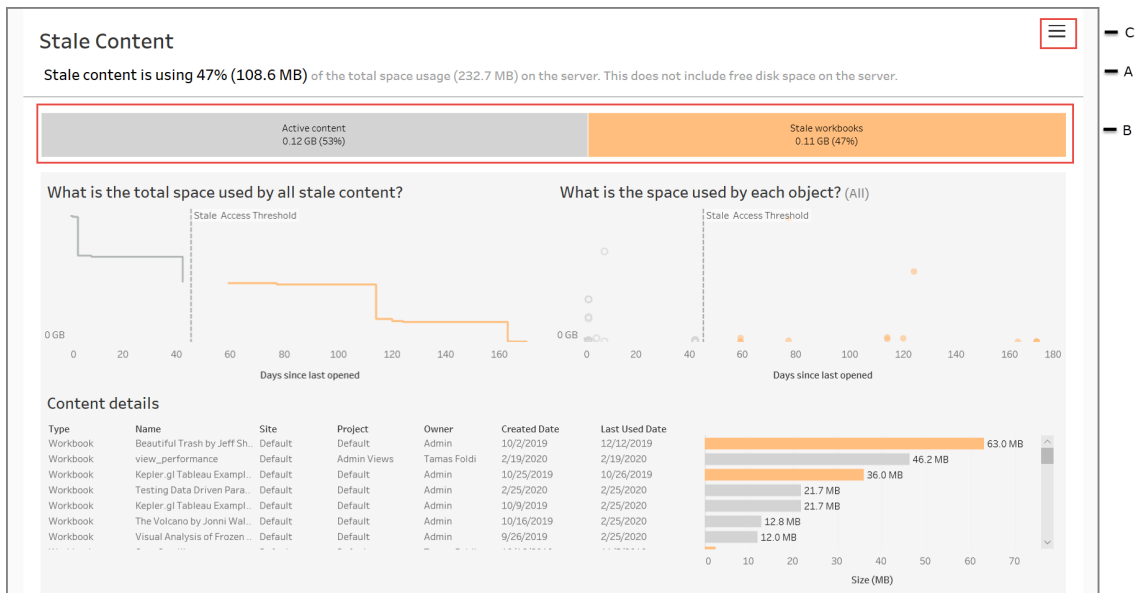 Stale Content
C
Stale content is using 47% (108.6 MB) of the total space usage (232.7 MB) on the server. This does not include free disk space on the server.
A
Active content
0.12 GB (53%)
Stale workbooks
0.11 GB (47%)
B
What is the total space used by all stale content?
Stale Access Threshold
0 GB
0 20 40 60 80 100 120 140 160
Days since last opened
What is the space used by each object? (All)
Stale Access Threshold
0 GB
0 20 40 60 80 100 120 140 160 180
Days since last opened
Content details
Type Name Site Project Owner Created Date Last Used Date
Workbook Beautiful Trash by Jeff Sh.. Default Default Admin 10/2/2019 12/12/2019 63.0 MB
Workbook view_performance Default Admin Views Tamas Foldi 2/19/2020 2/19/2020 46.2 MB
Workbook Kepler.gl Tableau Exampl.. Default Default Admin 10/25/2019 10/26/2019 36.0 MB
Workbook Testing Data Driven Para.. Default Default Admin 2/25/2020 2/25/2020 21.7 MB
Workbook Kepler.gl Tableau Exampl.. Default Default Admin 10/9/2019 2/25/2020 21.7 MB
Workbook The Volcano by Jonni Wal.. Default Default Admin 10/16/2019 2/25/2020 12.8 MB
Workbook Visual Analysis of Frozen .. Default Default Admin 9/26/2019 2/25/2020 12.0 MB
0 10 20 30 40 50 60 70
Size (MB)